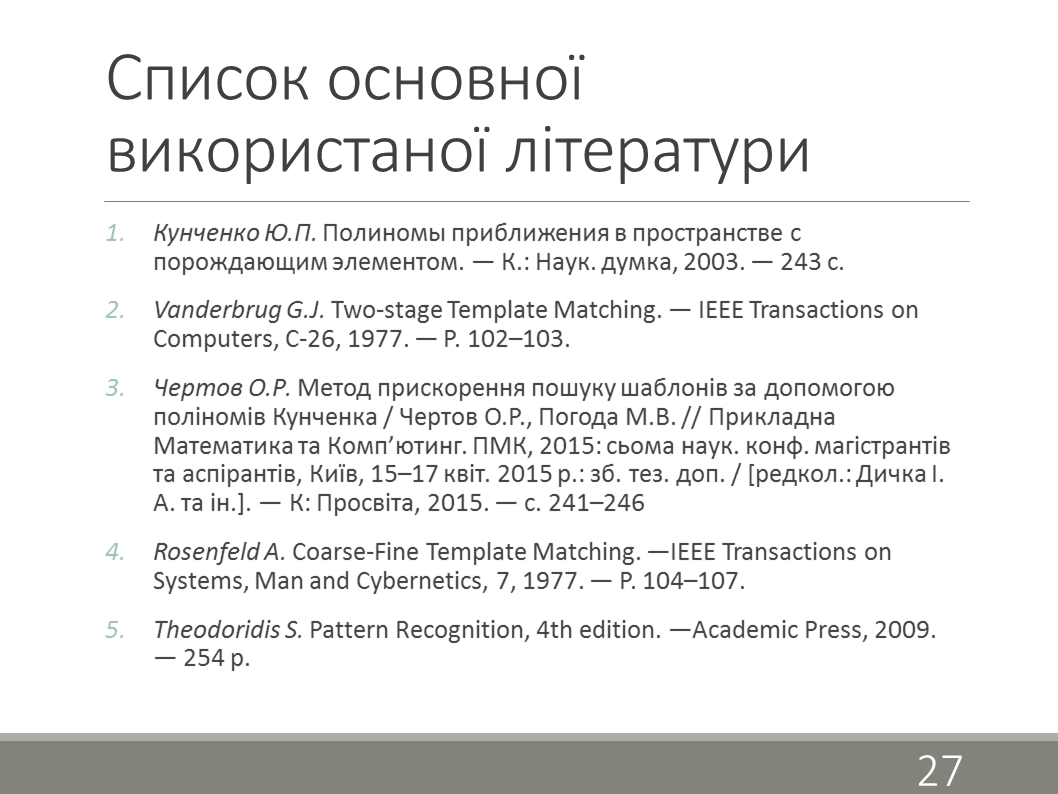 Список основної
використаної літератури
1. Кунченко Ю.П. Полиномы приближения в пространстве с
порождающим элементом. — К.: Наук. думка, 2003. — 243 с.
2. Vanderbrug G.J. Two-stage Template Matching. — IEEE Transactions on
Computers, C-26, 1977. — P. 102–103.
3. Чертов О.Р. Метод прискорення пошуку шаблонів за допомогою
поліномів Кунченка / Чертов О.Р., Погода М.В. // Прикладна
Математика та Комп’ютинг. ПМК, 2015: сьома наук. конф. магістрантів
та аспірантів, Київ, 15–17 квіт. 2015 р.: зб. тез. доп. / [редкол.: Дичка І.
А. та ін.]. — К: Просвіта, 2015. — с. 241–246
4. Rosenfeld A. Coarse-Fine Template Matching. —IEEE Transactions on
Systems, Man and Cybernetics, 7, 1977. — P. 104–107.
5. Theodoridis S. Pattern Recognition, 4th edition. —Academic Press, 2009.
— 254 p.
27